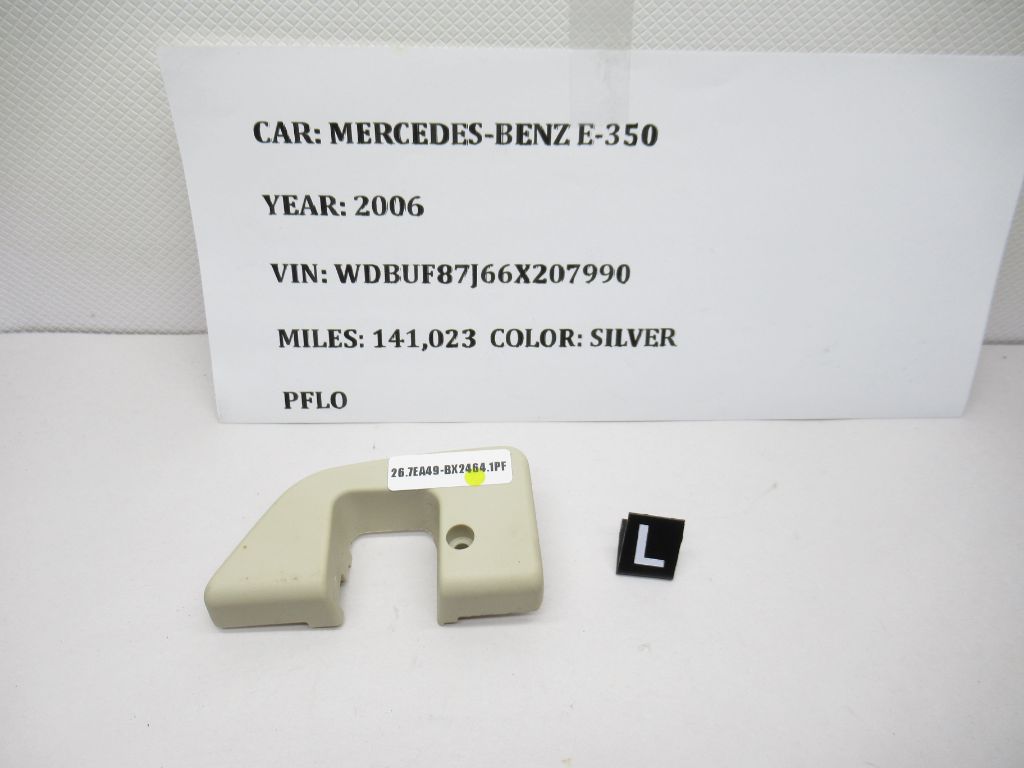 CAR: MERCEDES-BENZ E-350
YEAR: 2006
VIN: WDBUF87J66X207990
MILES: 141,023 COLOR: SILVER
PFLO
26.7EA49-BX2464.1PF
L